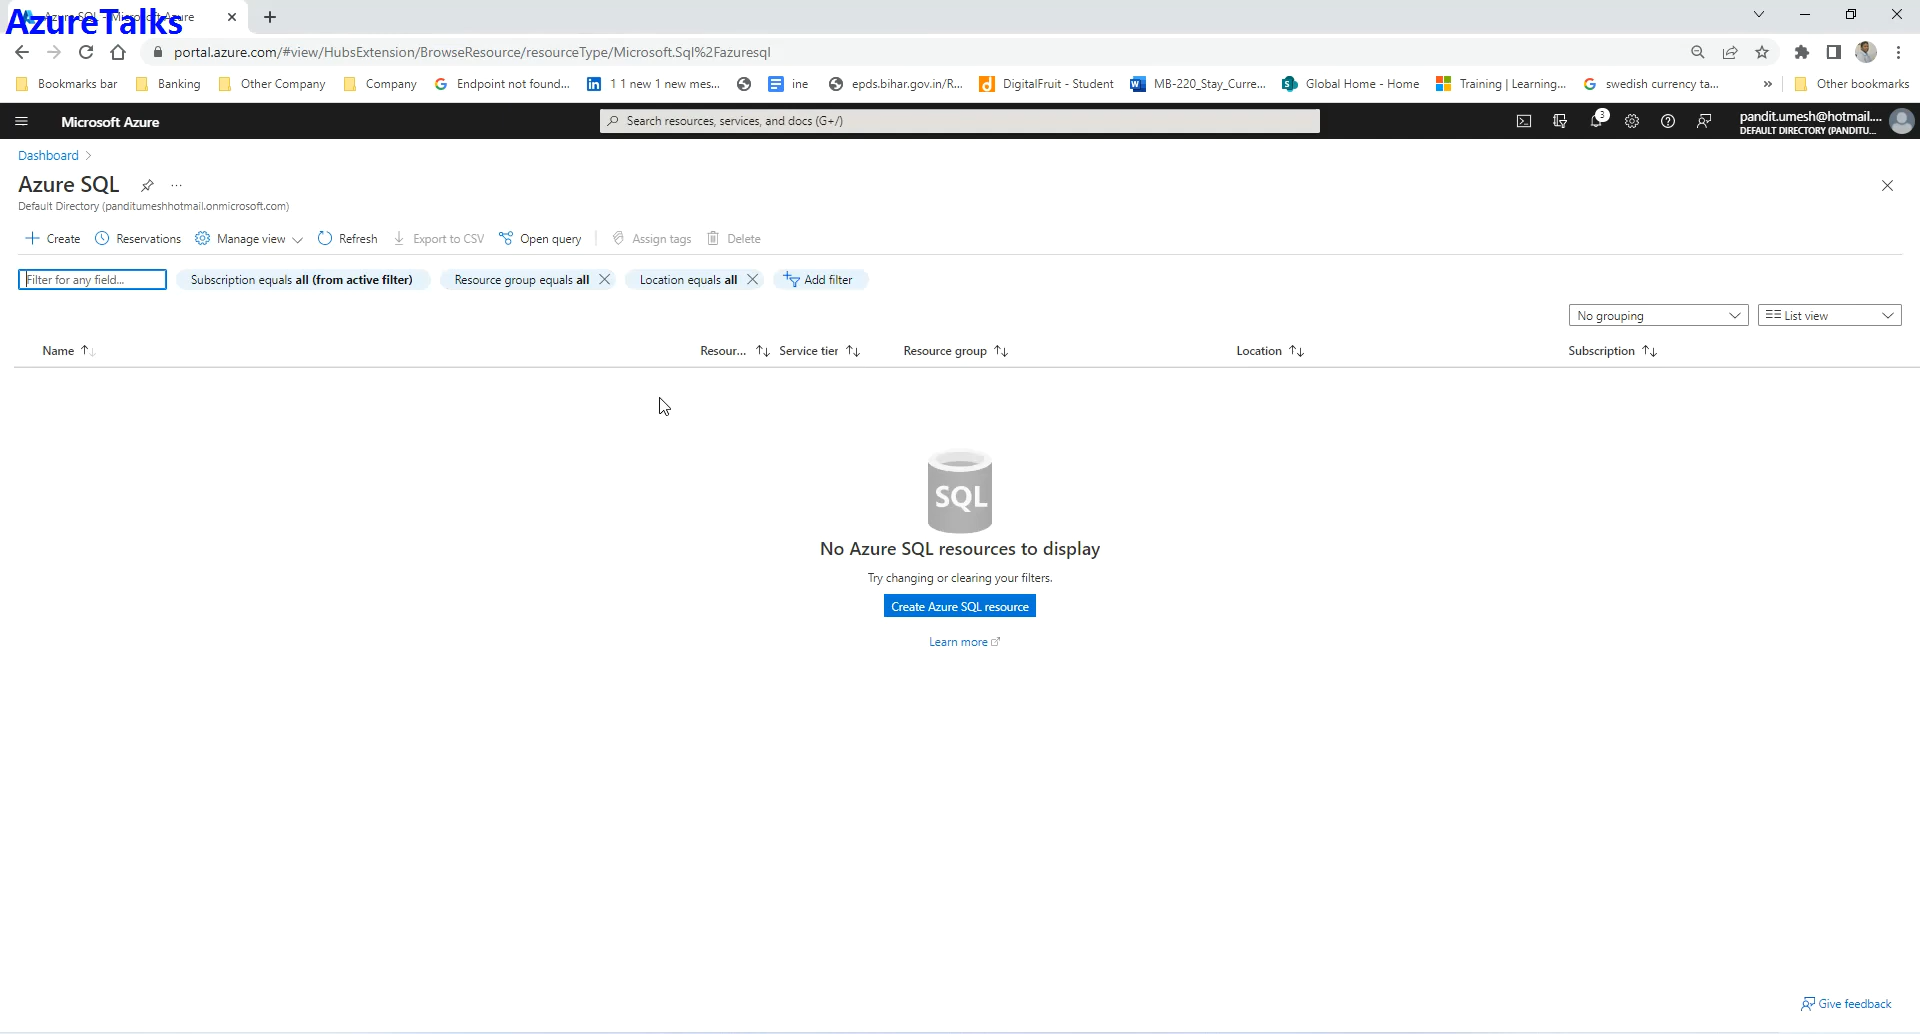 AzureTalks
portal.azure.com/#view/HubsExtension/BrowseResource/resourceType/Microsoft.Sql%2Fazuresql
Bookmarks bar Banking Other Company Company Endpoint not found... 1 1 new 1 new mes... ine epds.bihar.gov.in/R... DigitalFruit - Student MB-220_Stay_Curre... Global Home - Home Training | Learning... swedish currency ta... » Other bookmarks
Microsoft Azure Search resources, services, and docs (G+/) 3 pandit.umesh@hotmail....
DEFAULT DIRECTORY (PANDITU...
Dashboard
Azure SQL ...
Default Directory (panditumeshhotmail.onmicrosoft.com)
Create Reservations Manage view Refresh Export to CSV Open query Assign tags Delete
Filter for any field... Subscription equals all (from active filter) Resource group equals all Location equals all Add filter
No grouping List view
Name Resour... Service tier Resource group Location Subscription
SQL
No Azure SQL resources to display
Try changing or clearing your filters.
Create Azure SQL resource
Learn more
Give feedback